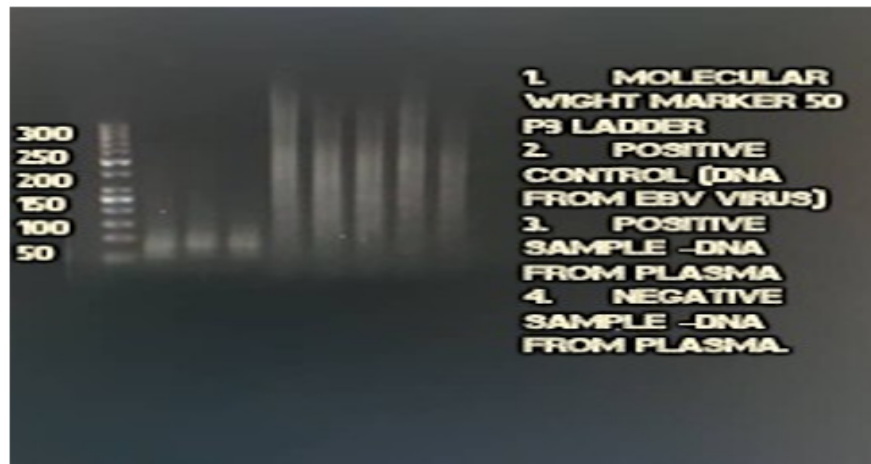 300
250
200
150
100
50
1. MOLECULAR
WIGHT MARKER 50
P3 LADDER
2. POSITIVE
CONTROL (DNA
FROM EBV VIRUS)
3. POSITIVE
SAMPLE -DNA
FROM PLASMA
4. NEGATIVE
SAMPLE -DNA
FROM PLASMA.